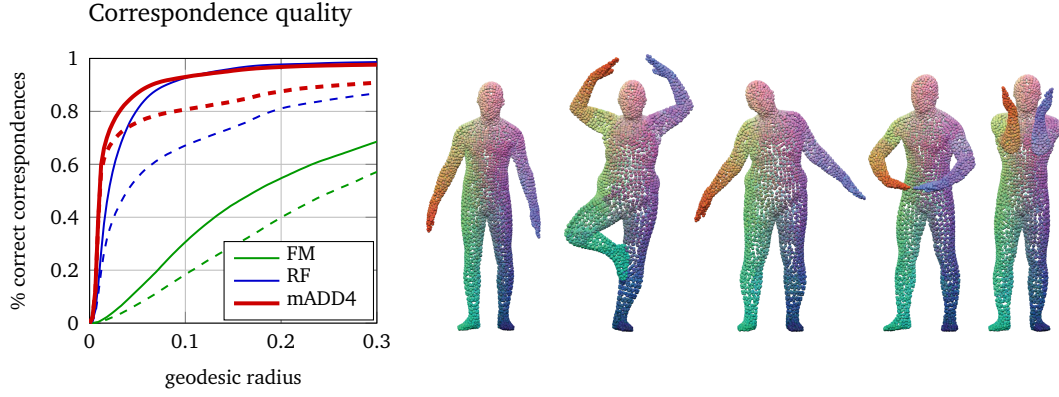 Correspondence quality
% correct correspondences
1
0.8
0.6
0.4
0.2
0
FM
RF
mADD4
0
0.1
0.2
0.3
geodesic radius